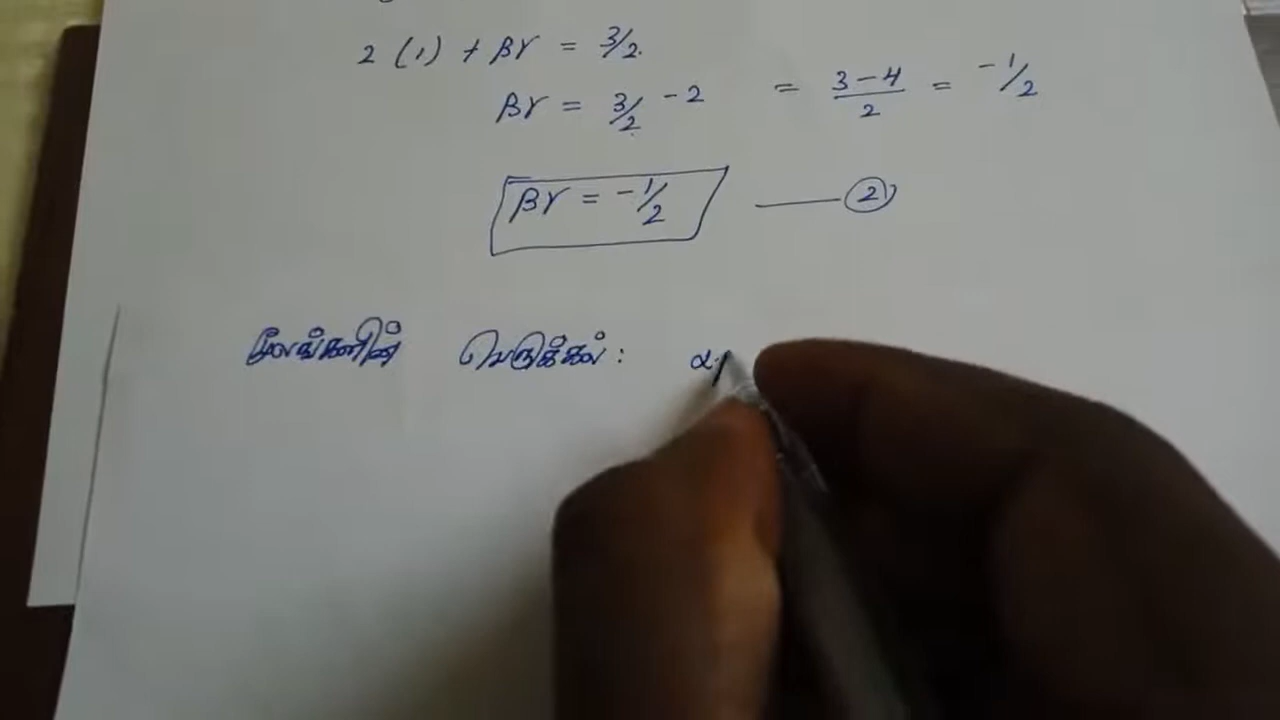 2 (1) + βγ = 3/2
βγ = 3/2 - 2 = (3-4)/2 = -1/2
βγ = -1/2 —— ②
மூலங்களின் பெருக்கல் : α